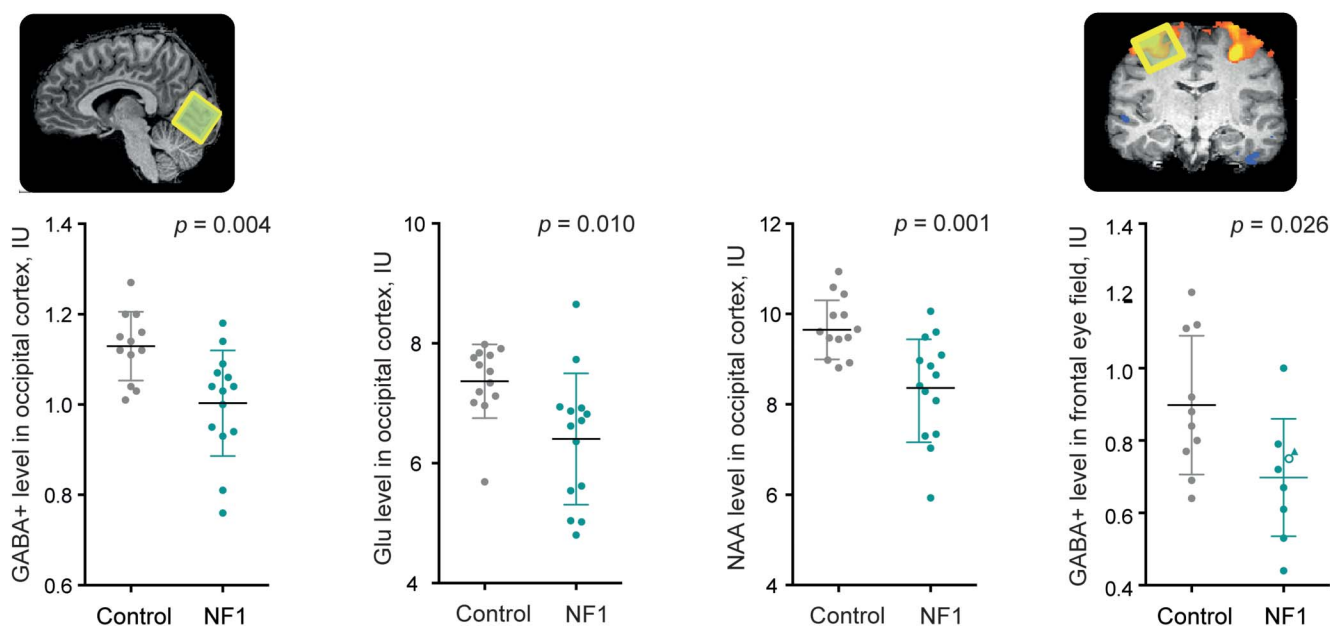 GABA+ level in occipital cortex, IU
p = 0.004
1.4
1.2
1.0
0.8
0.6
Control NF1
Glu level in occipital cortex, IU
p = 0.010
10
8
6
4
Control NF1
NAA level in occipital cortex, IU
p = 0.001
12
10
8
6
4
Control NF1
GABA+ level in frontal eye field, IU
p = 0.026
1.4
1.2
1.0
0.8
0.6
0.4
Control NF1